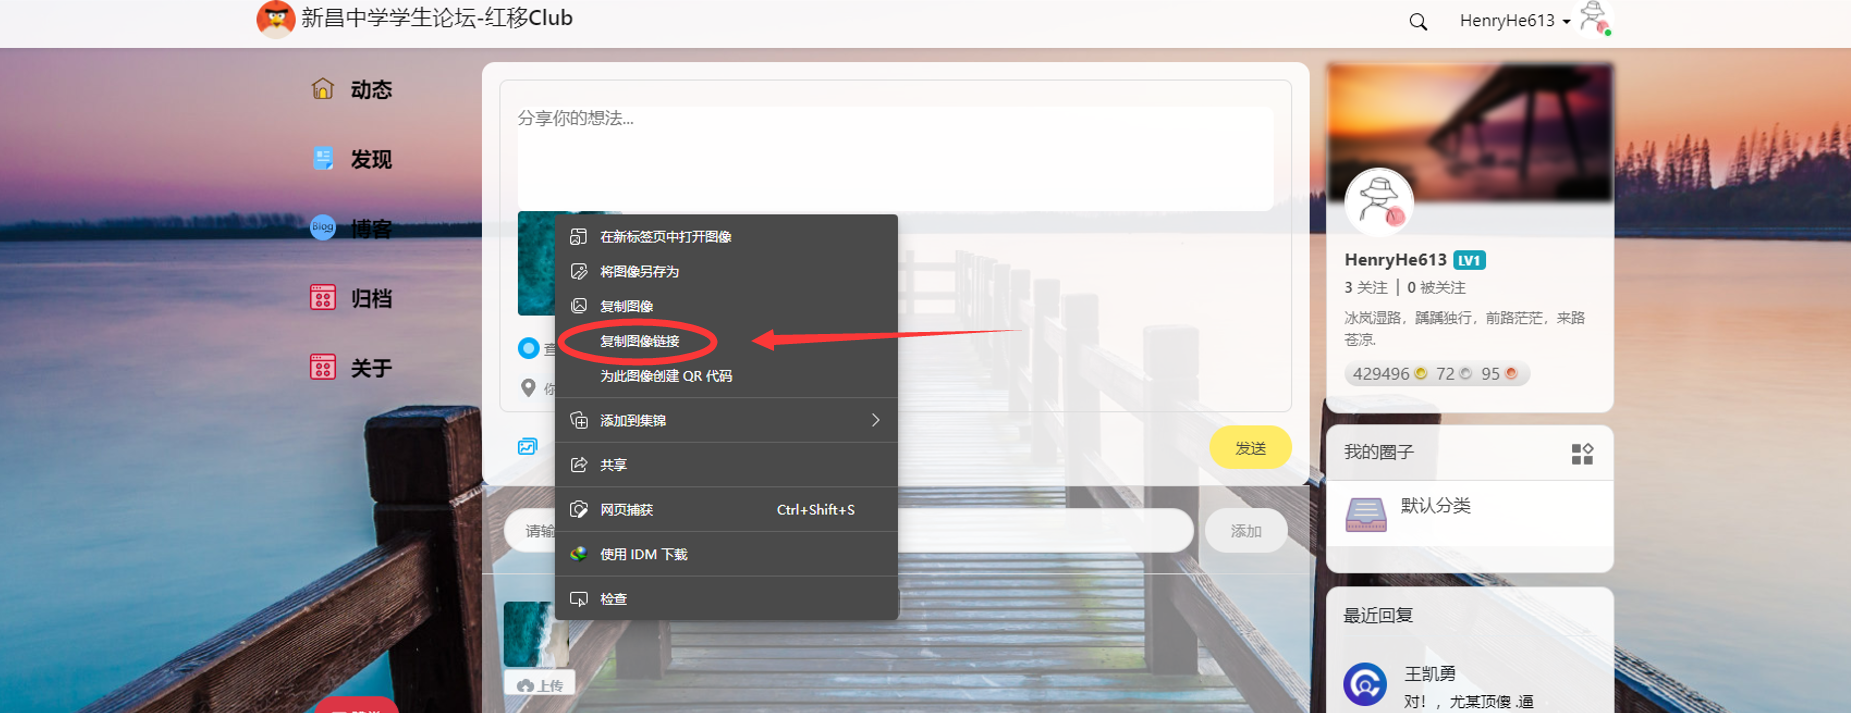 新昌中学学生论坛-红移Club
HenryHe613
动态
发现
Blog
博客
归档
关于
分享你的想法...
在新标签页中打开图像
将图像另存为
复制图像
复制图像链接
为此图像创建 QR 代码
添加到集锦
共享
网页捕获 Ctrl+Shift+S
使用 IDM 下载
检查
你
发送
请输
添加
上传
HenryHe613 LV1
3 关注 | 0 被关注
冰岚湿路，踽踽独行，前路茫茫，来路
苍凉.
429496 72 95
我的圈子
默认分类
最近回复
王凯勇
对！，尤某顶傻 .逼